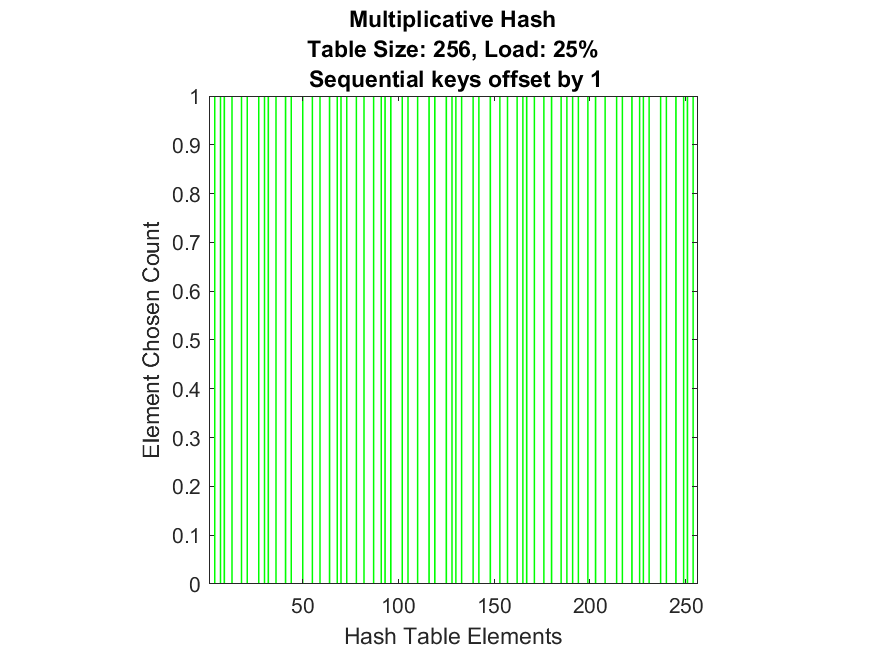 Multiplicative Hash
Table Size: 256, Load: 25%
Sequential keys offset by 1
1
0.9
0.8
0.7
0.6
0.5
0.4
0.3
0.2
0.1
0
Element Chosen Count
50 100 150 200 250
Hash Table Elements